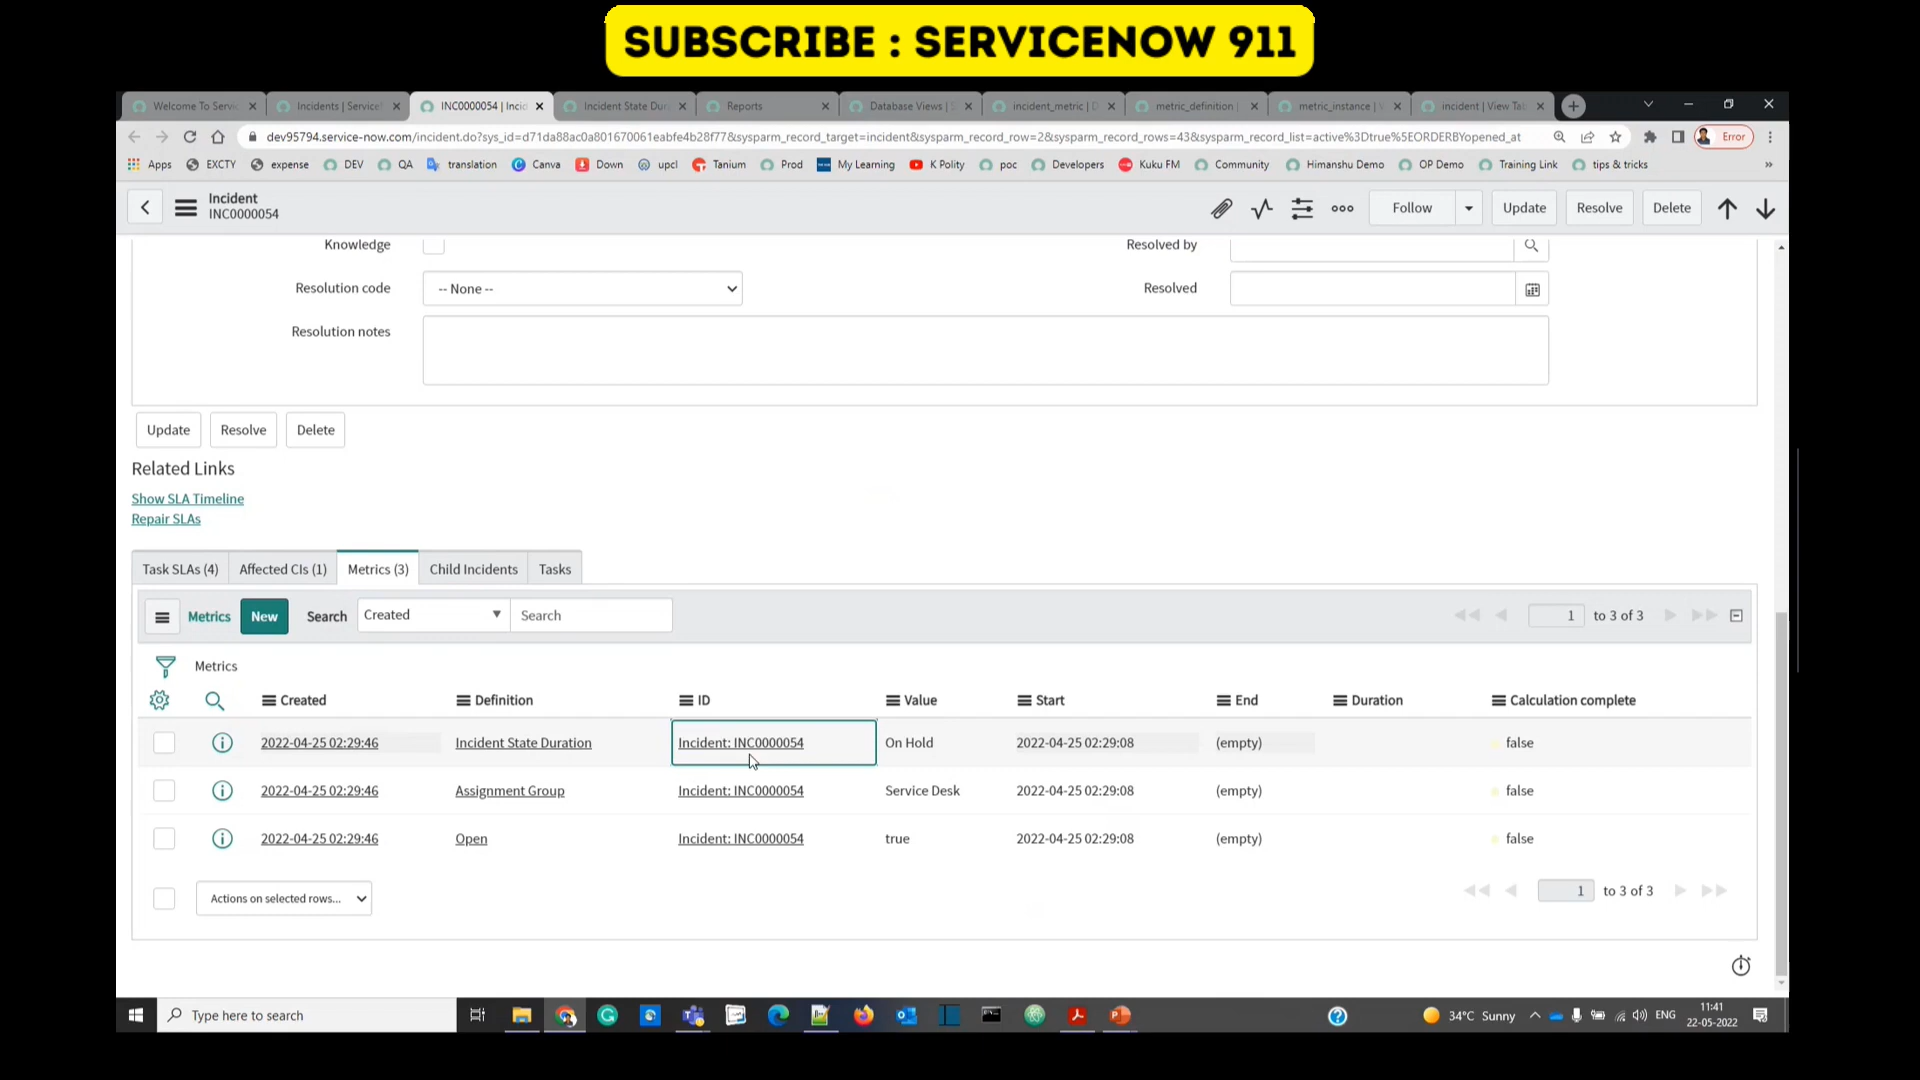 SUBSCRIBE : SERVICENOW 911
Welcome To Servi
Incidents | Service
INC0000054 | Inci
Incident State Dur
Reports
Database Views | S
incident_metric | D
metric_definition |
metric_instance | V
incident | View Tab
dev95794.service-now.com/incident.do?sys_id=d71da88ac0a801670061eabfe4b28f77&sysparm_record_target=incident&sysparm_record_row=2&sysparm_record_rows=43&sysparm_record_list=active%3Dtrue%5EORDERBYopened_at
Error
Apps EXCTY expense DEV QA translation Canva Down upcl Tanium Prod My Learning K Polity poc Developers Kuku FM Community Himanshu Demo OP Demo Training Link tips & tricks »
Incident
INC0000054
Follow Update Resolve Delete
Knowledge Resolved by
Resolution code -- None -- Resolved
Resolution notes
Update Resolve Delete
Related Links
Show SLA Timeline
Repair SLAs
Task SLAs (4) Affected CIs (1) Metrics (3) Child Incidents Tasks
Metrics New Search Created Search 1 to 3 of 3
Metrics
Created Definition ID Value Start End Duration Calculation complete
2022-04-25 02:29:46 Incident State Duration Incident: INC0000054 On Hold 2022-04-25 02:29:08 (empty) false
2022-04-25 02:29:46 Assignment Group Incident: INC0000054 Service Desk 2022-04-25 02:29:08 (empty) false
2022-04-25 02:29:46 Open Incident: INC0000054 true 2022-04-25 02:29:08 (empty) false
Actions on selected rows... 1 to 3 of 3
Type here to search
34°C Sunny ENG
11:41
22-05-2022